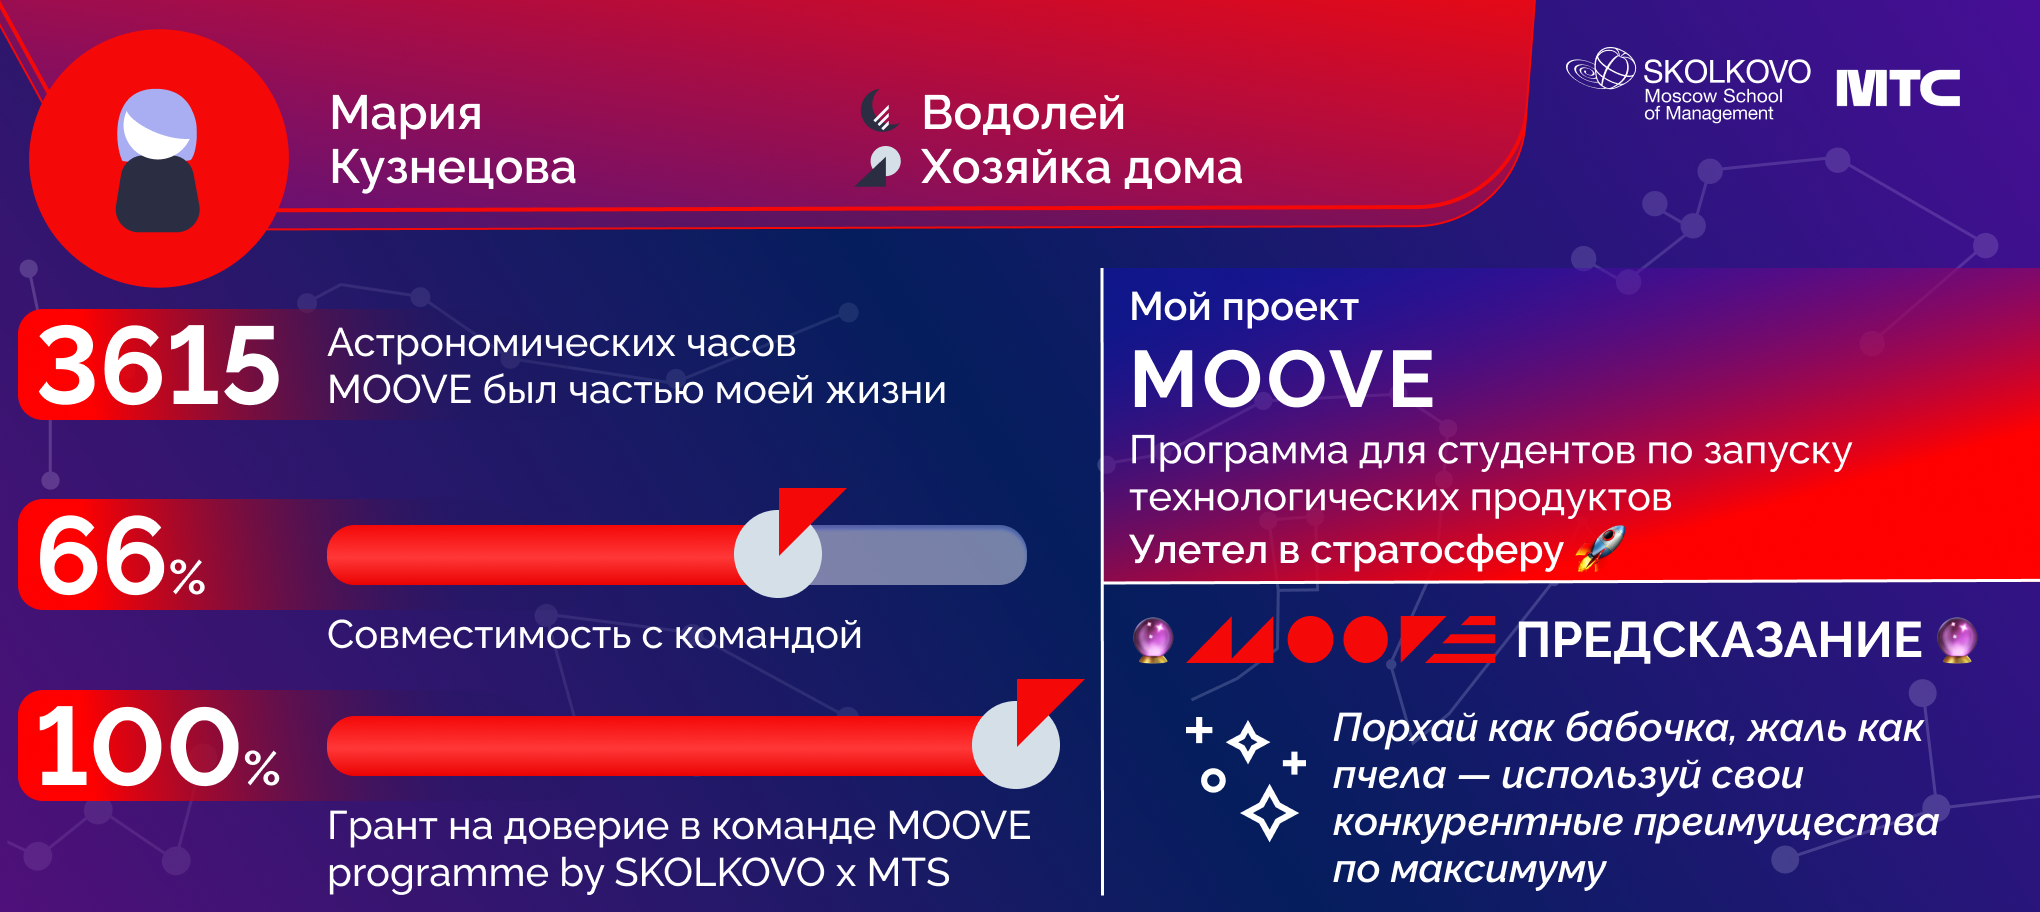 Мария
Кузнецова
Водолей
Хозяйка дома
SKOLKOVO
Moscow School
of Management
МТС
3615
Астрономических часов
MOOVE был частью моей жизни
66%
Совместимость с командой
100%
Грант на доверие в команде MOOVE
programme by SKOLKOVO x MTS
Мой проект
MOOVE
Программа для студентов по запуску
технологических продуктов
Улетел в стратосферу 🚀
🔮 MOOVE ПРЕДСКАЗАНИЕ 🔮
Порхай как бабочка, жаль как
пчела — используй свои
конкурентные преимущества
по максимуму